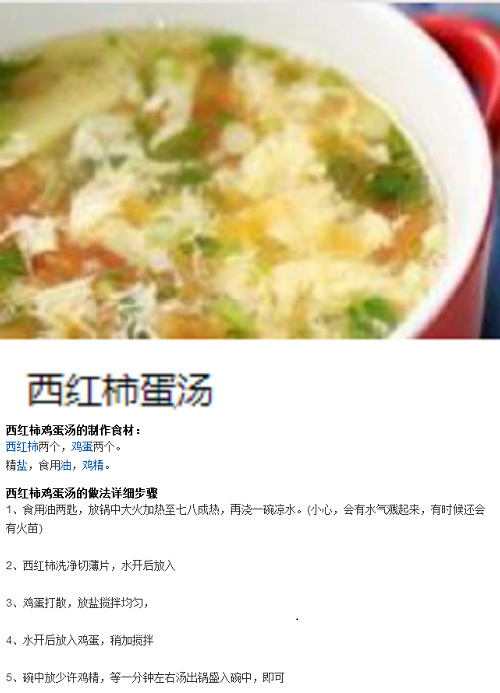 西红柿蛋汤
西红柿鸡蛋汤的制作食材：
西红柿两个，鸡蛋两个。
精盐，食用油，鸡精。
西红柿鸡蛋汤的做法详细步骤
1、食用油两匙，放锅中大火加热至七八成热，再浇一碗凉水。(小心，会有水气溅起来，有时候还会
有火苗)
2、西红柿洗净切薄片，水开后放入
3、鸡蛋打散，放盐搅拌均匀，
4、水开后放入鸡蛋，稍加搅拌
5、碗中放少许鸡精，等一分钟左右汤出锅盛入碗中，即可